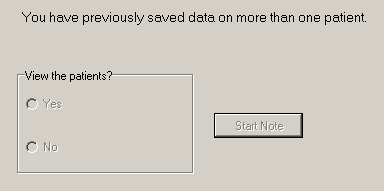 You have previously saved data on more than one patient.
View the patients?
Yes
Start Note
No